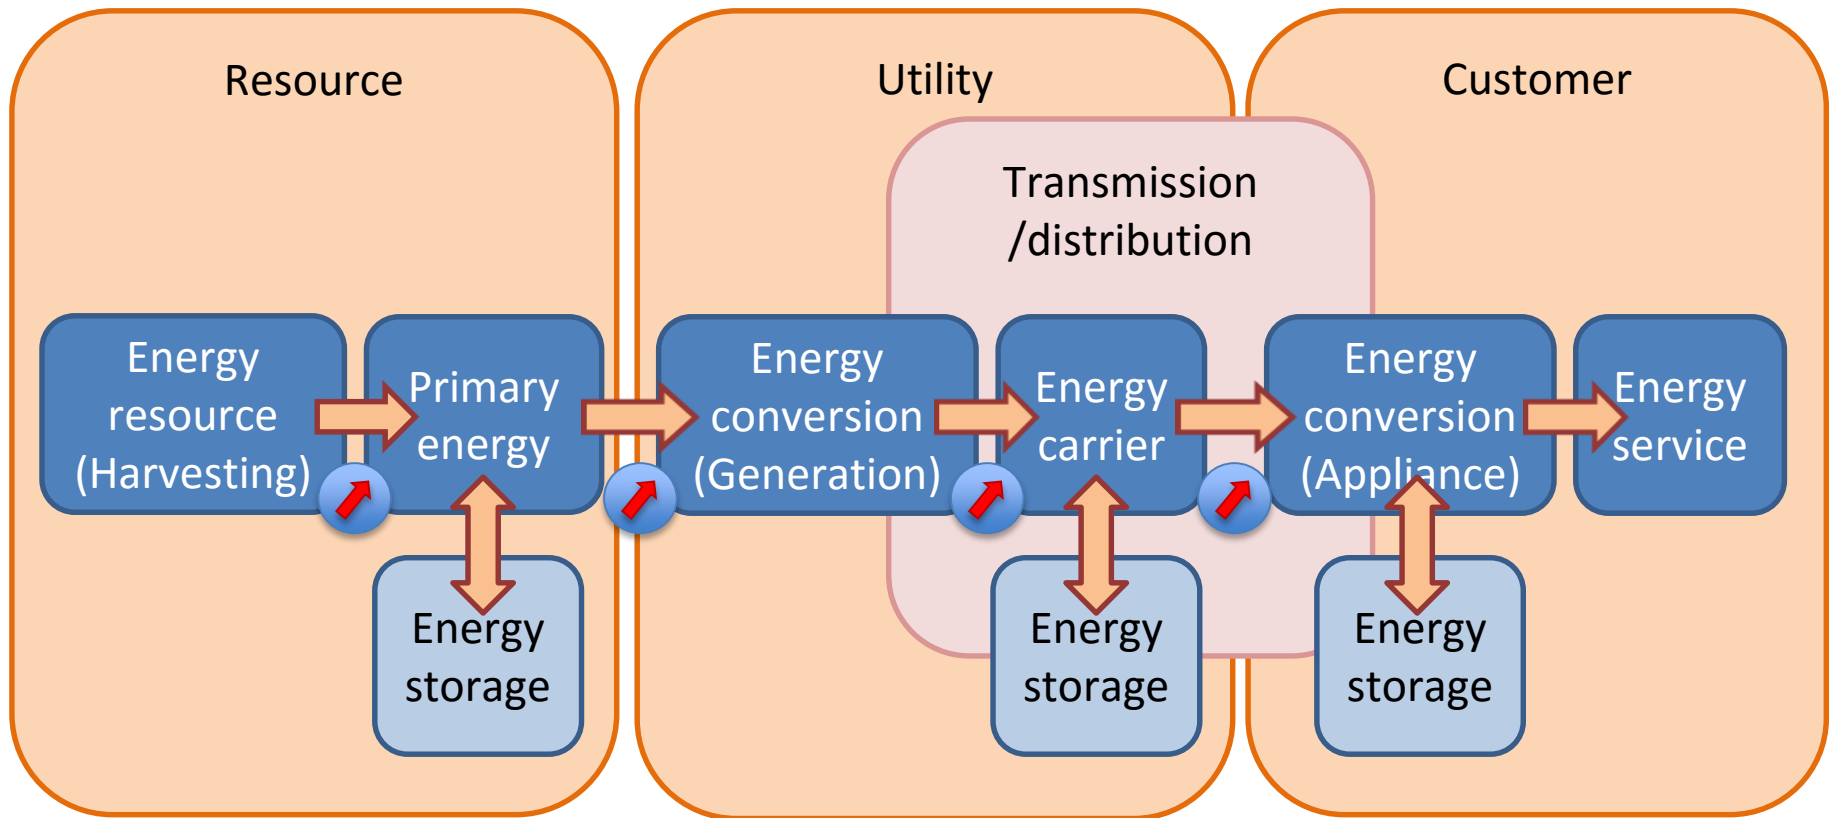 Resource
Utility
Customer
Transmission
/distribution
Energy
resource
(Harvesting)
Primary
energy
Energy
conversion
(Generation)
Energy
carrier
Energy
conversion
(Appliance)
Energy
service
Energy
storage
Energy
storage
Energy
storage